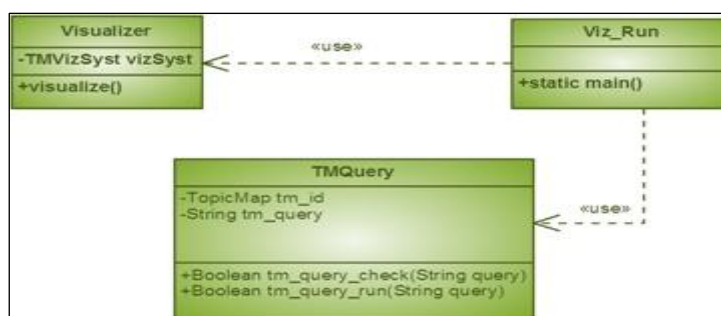 Visualizer
-TMVizSyst vizSyst
+visualize()
«use»
Viz_Run
+static main()
TMQuery
-TopicMap tm_id
-String tm_query
+Boolean tm_query_check(String query)
+Boolean tm_query_run(String query)
«use»